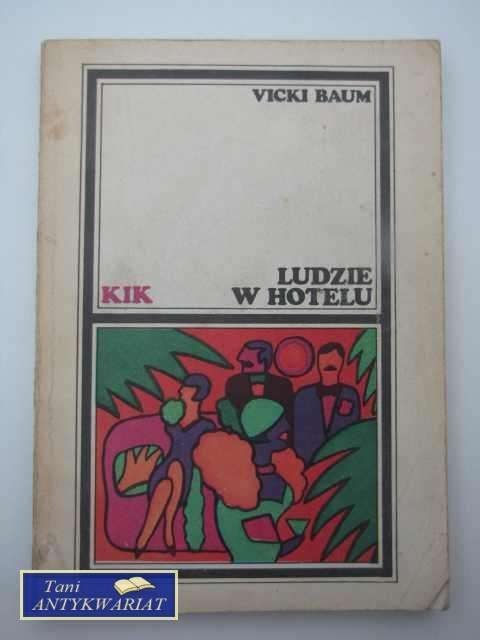 VICKI BAUM
LUDZIE
KIK W HOTELU
Tani
ANTYKWARIAT